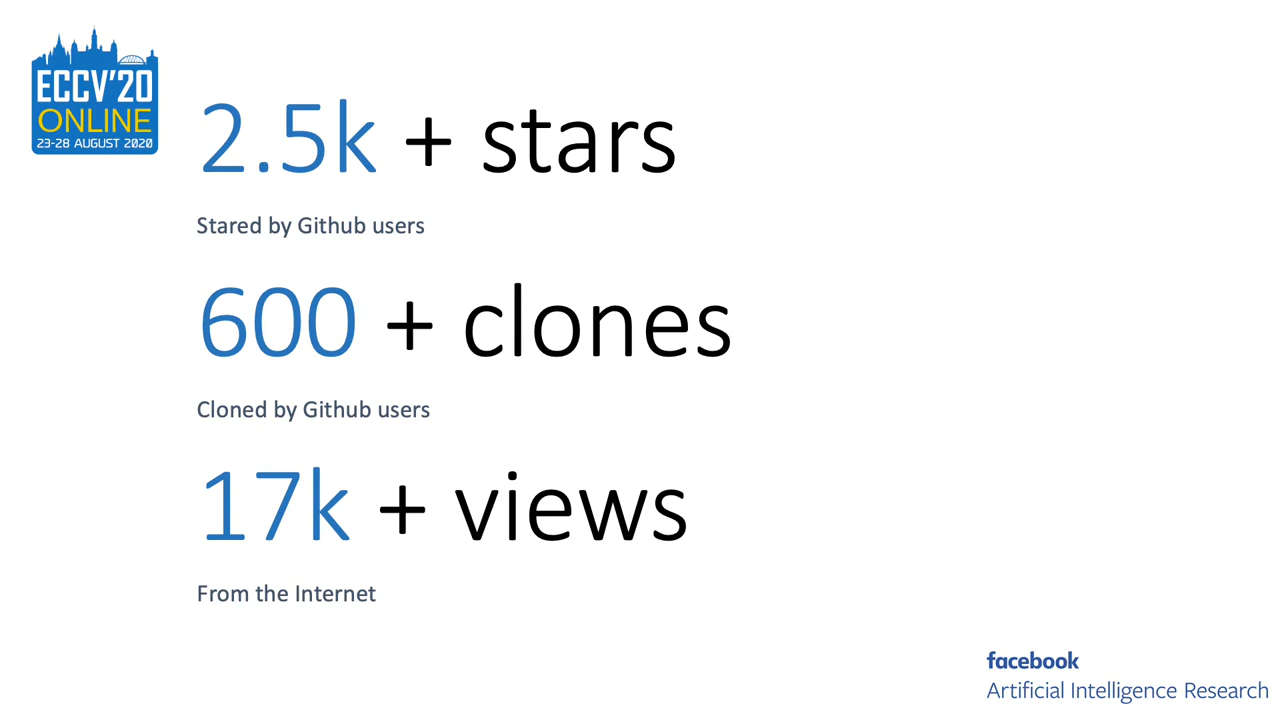 ECCV'20
ONLINE
23-28 AUGUST 2020
2.5k + stars
Stared by Github users
600 + clones
Cloned by Github users
17k + views
From the Internet
facebook
Artificial Intelligence Research